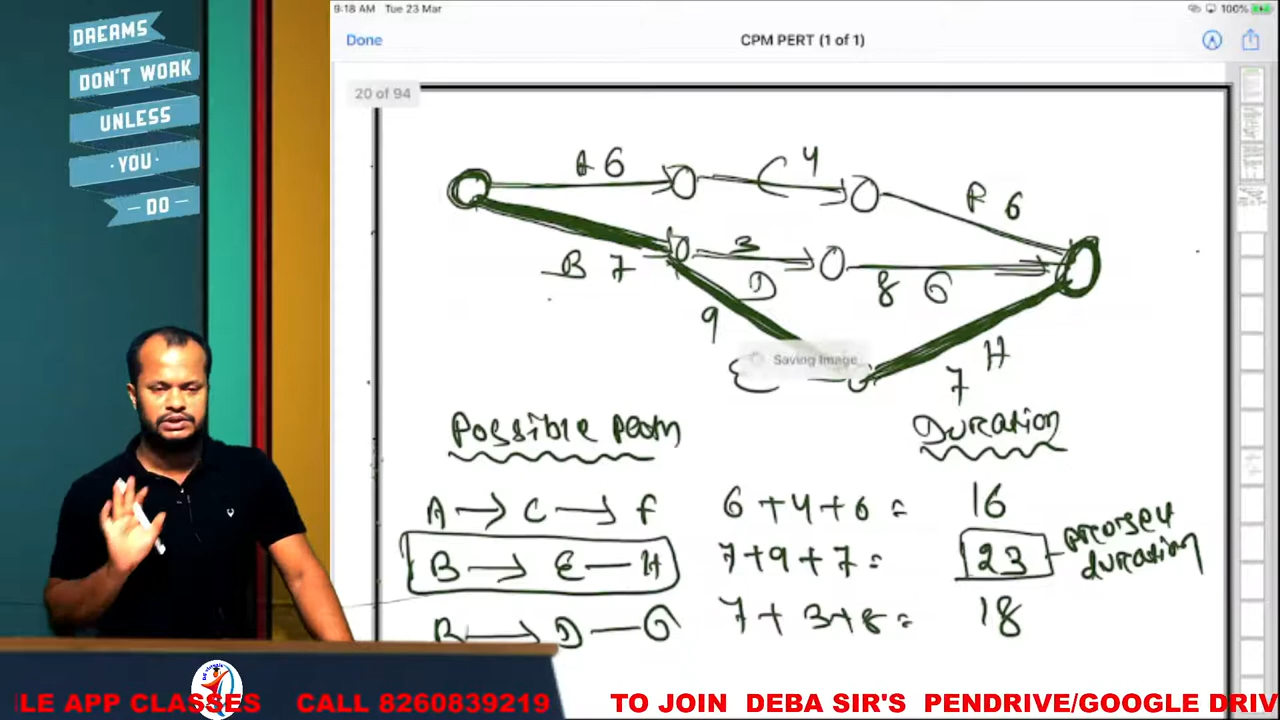 DREAMS
DON'T WORK
UNLESS
·YOU·
— DO —
9:18 AM Tue 23 Mar
100%
Done
CPM PERT (1 of 1)
20 of 94
A 6
C 4
F 6
B 7
3
D
8 G
9
E
Saving Image...
H
7
Possible Path
Duration
A → C → F
6 + 4 + 6 =
16
B → E — H
7 + 9 + 7 =
23
duration
B → D — G
7 + 3 + 8 =
18
LE APP CLASSES CALL 8260839219 TO JOIN DEBA SIR'S PENDRIVE/GOOGLE DRIV